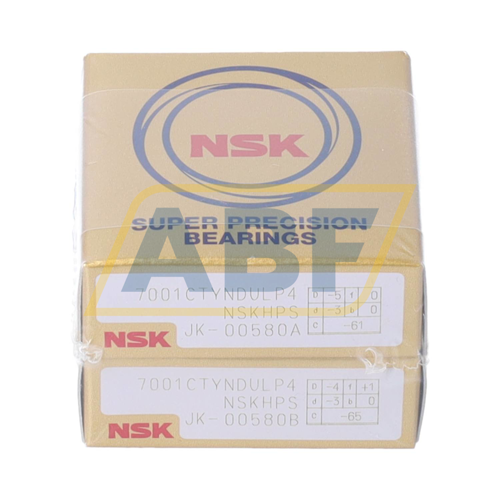 NSK
SUPER PRECISION
BEARINGS
ABF
7001CTYNDULP4
NSKHPS
NSK JK-00580A
D -5 f 0
d -3 b 0
C -61
7001CTYNDULP4
NSKHPS
NSK JK-00580B
D -4 f +1
d -3 b 0
C -65